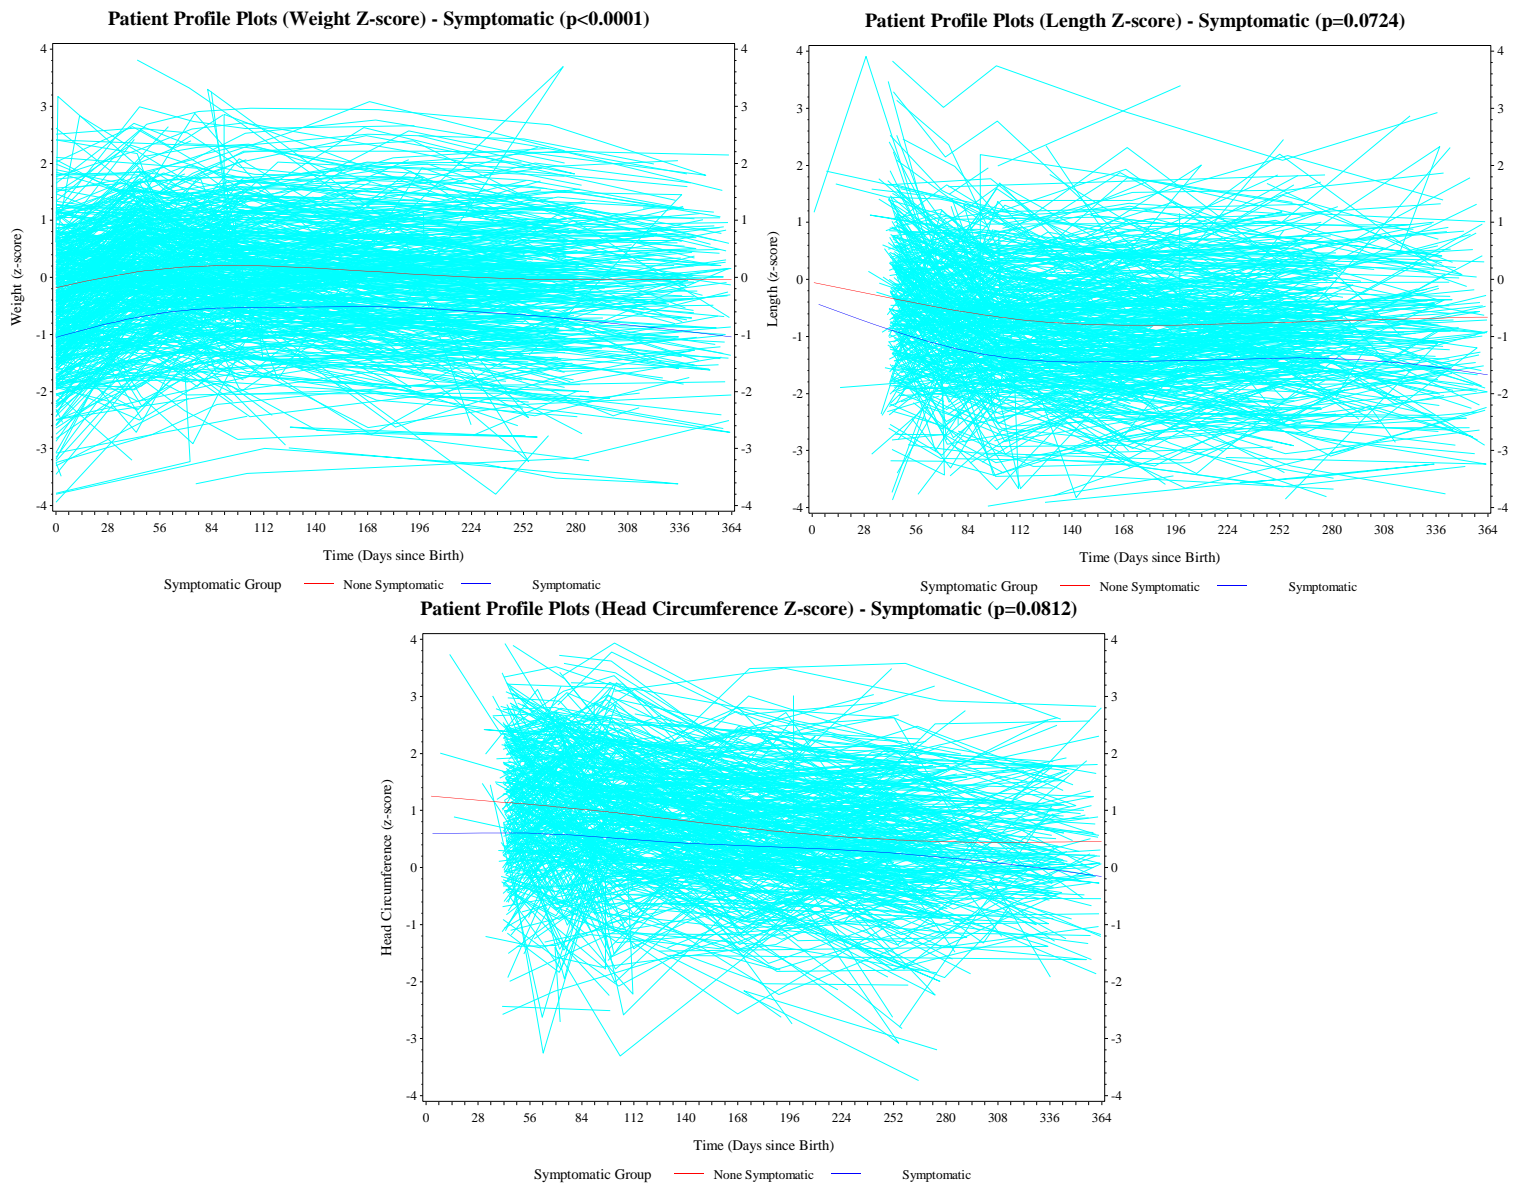 Patient Profile Plots (Weight Z-score) - Symptomatic (p<0.0001)
4 3 2 1 0 -1 -2 -3 -4
Weight (z-score)
4 3 2 1 0 -1 -2 -3 -4
0 28 56 84 112 140 168 196 224 252 280 308 336 364
Time (Days since Birth)
Symptomatic Group None Symptomatic Symptomatic
Patient Profile Plots (Length Z-score) - Symptomatic (p=0.0724)
4 3 2 1 0 -1 -2 -3 -4
Length (z-score)
4 3 2 1 0 -1 -2 -3 -4
0 28 56 84 112 140 168 196 224 252 280 308 336 364
Time (Days since Birth)
Symptomatic Group None Symptomatic Symptomatic
Patient Profile Plots (Head Circumference Z-score) - Symptomatic (p=0.0812)
4 3 2 1 0 -1 -2 -3 -4
Head Circumference (z-score)
4 3 2 1 0 -1 -2 -3 -4
0 28 56 84 112 140 168 196 224 252 280 308 336 364
Time (Days since Birth)
Symptomatic Group None Symptomatic Symptomatic